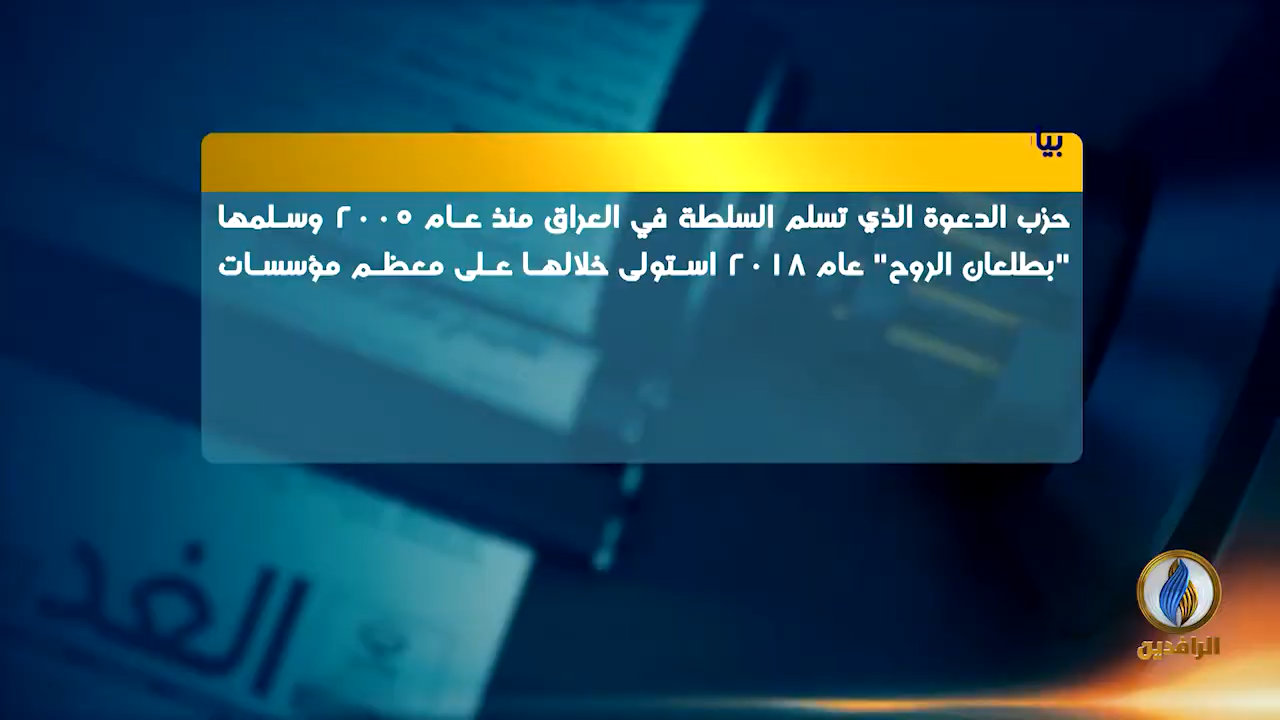 بيا
حزب الدعوة الذي تسلم السلطة في العراق منذ عام ٢٠٠٥ وسلمها
"بطلعان الروح" عام ٢٠١٨ استولى خلالها على معظم مؤسسات
الغد
الرافدين